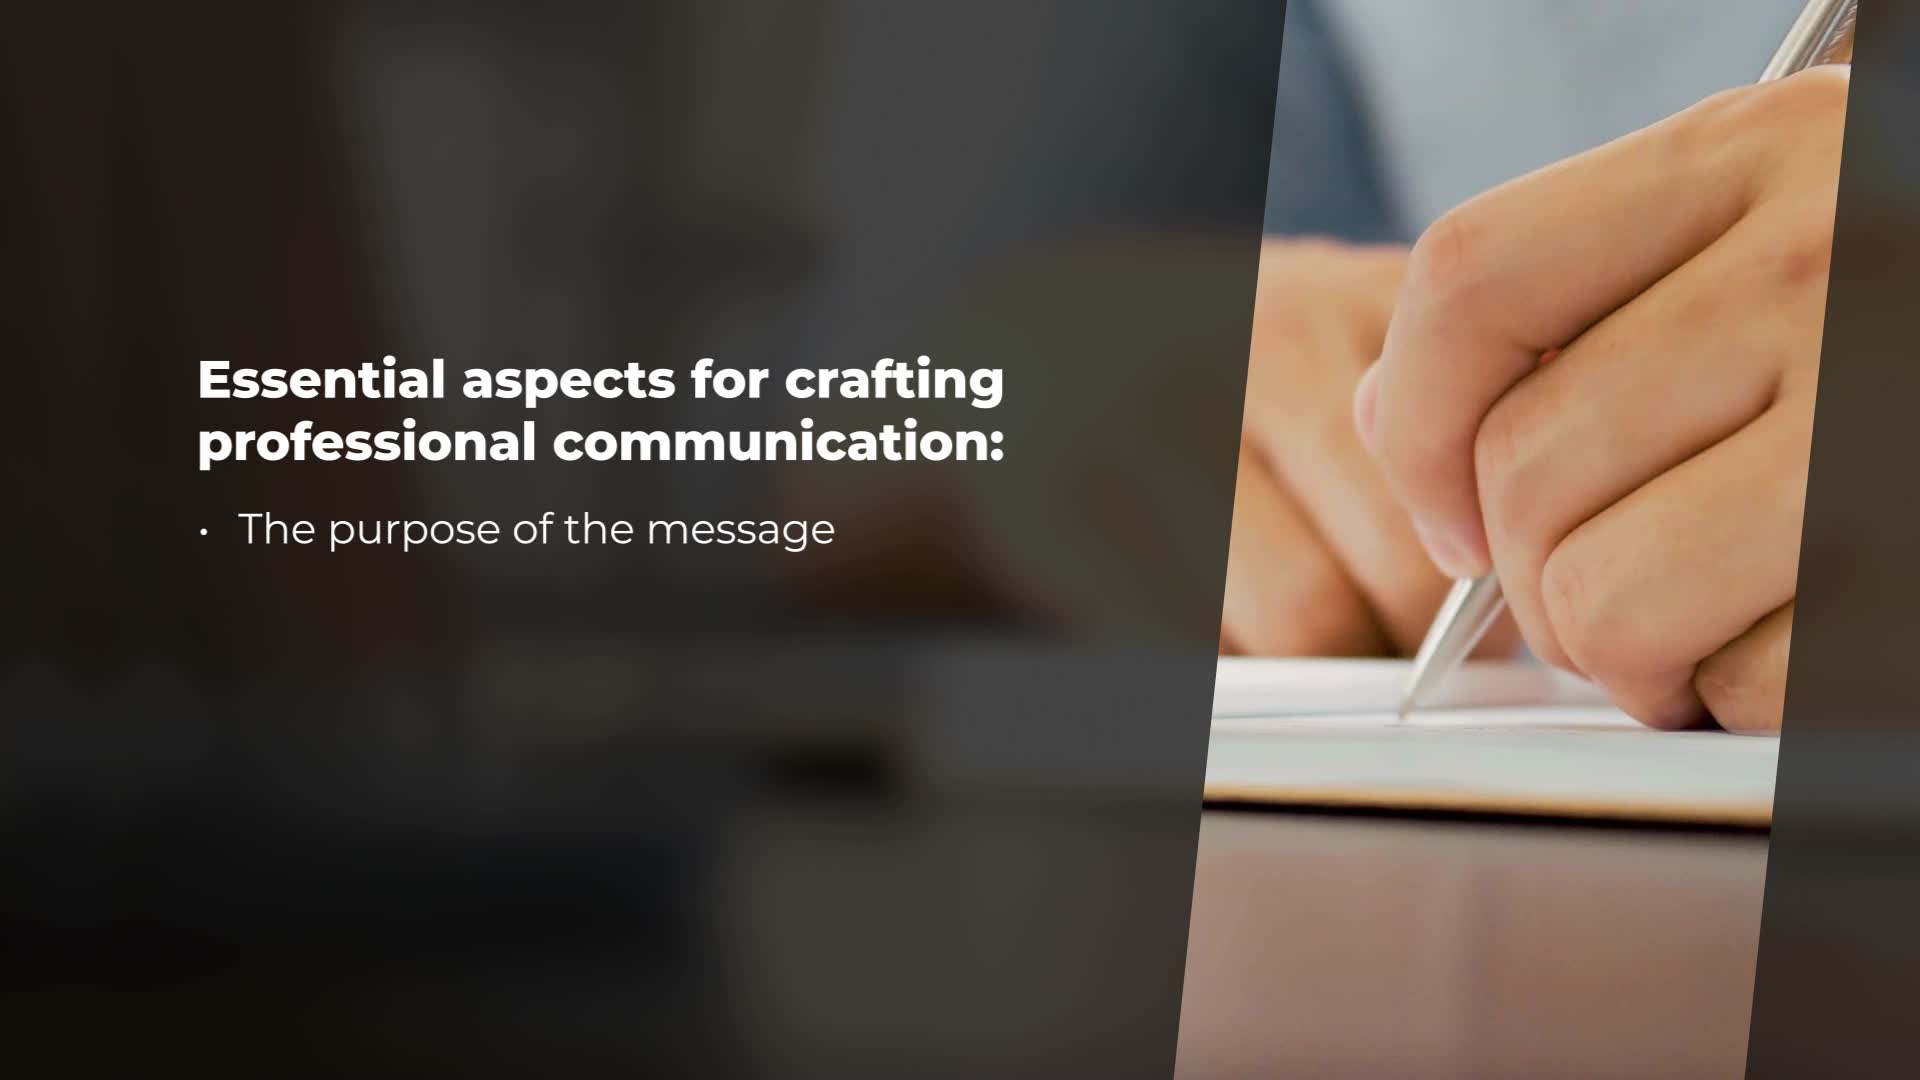 Essential aspects for crafting
professional communication:
• The purpose of the message